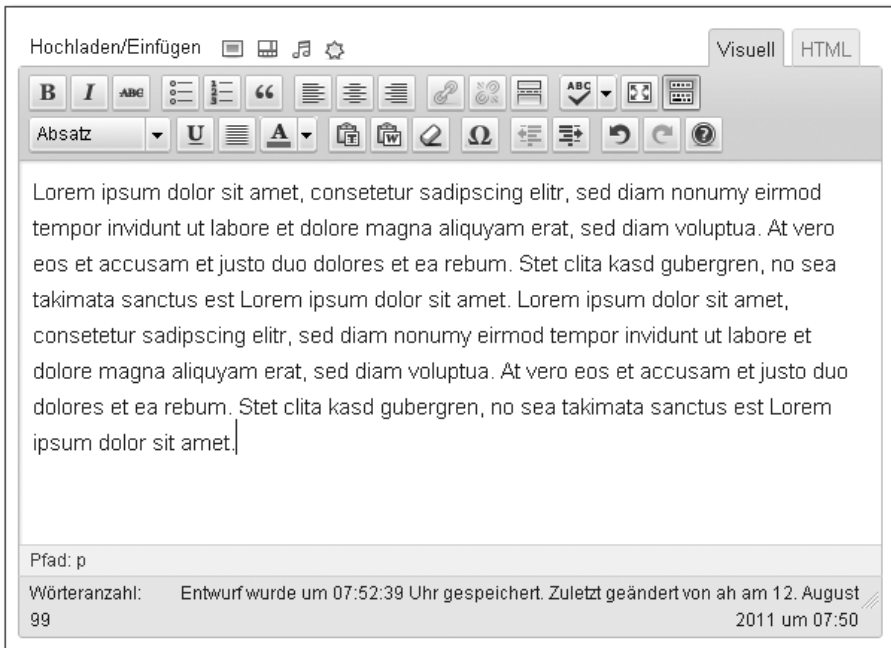 Hochladen/Einfügen
Visuell HTML
B I ABC 1 2 3 ABC
Absatz U A T W Ω ?
Lorem ipsum dolor sit amet, consetetur sadipscing elitr, sed diam nonumy eirmod
tempor invidunt ut labore et dolore magna aliquyam erat, sed diam voluptua. At vero
eos et accusam et justo duo dolores et ea rebum. Stet clita kasd gubergren, no sea
takimata sanctus est Lorem ipsum dolor sit amet. Lorem ipsum dolor sit amet,
consetetur sadipscing elitr, sed diam nonumy eirmod tempor invidunt ut labore et
dolore magna aliquyam erat, sed diam voluptua. At vero eos et accusam et justo duo
dolores et ea rebum. Stet clita kasd gubergren, no sea takimata sanctus est Lorem
ipsum dolor sit amet.
Pfad: p
Wörteranzahl: Entwurf wurde um 07:52:39 Uhr gespeichert. Zuletzt geändert von ah am 12. August
99 2011 um 07:50